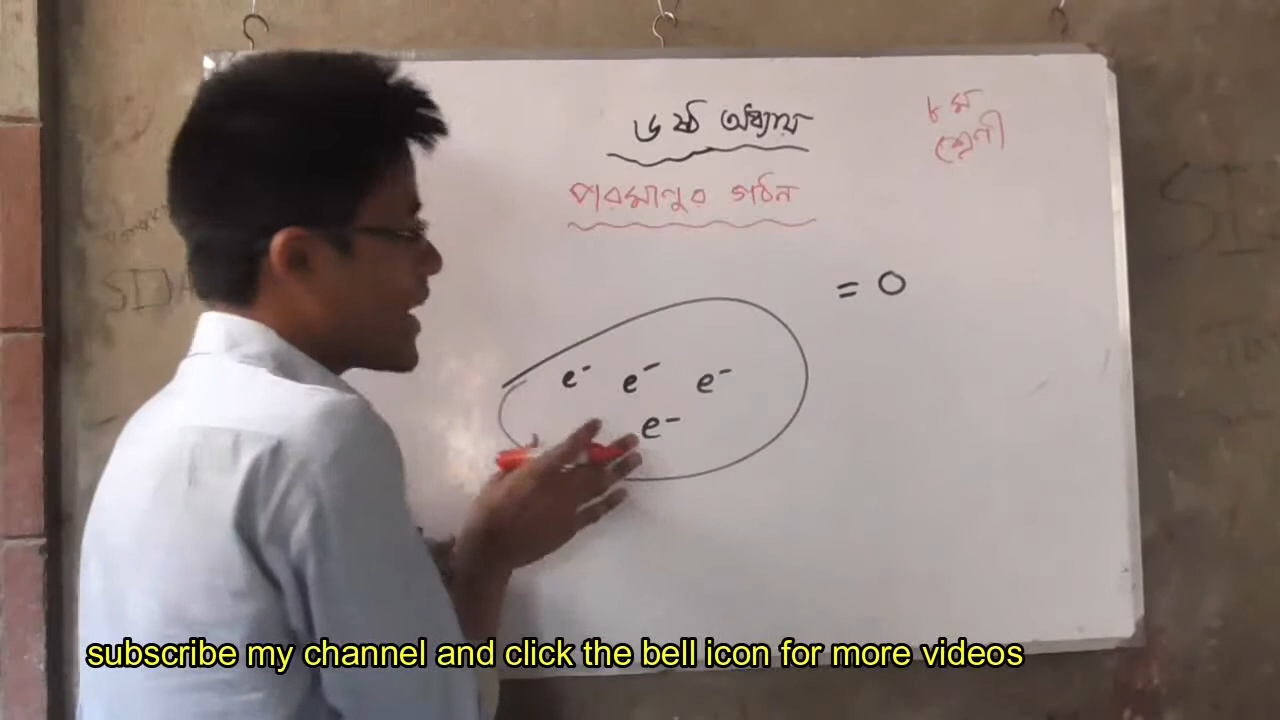 ৬ষ্ঠ অধ্যায়
৮ম
শ্রেণী
পরমাণুর গঠন
= 0
e⁻ e⁻ e⁻
e⁻
subscribe my channel and click the bell icon for more videos